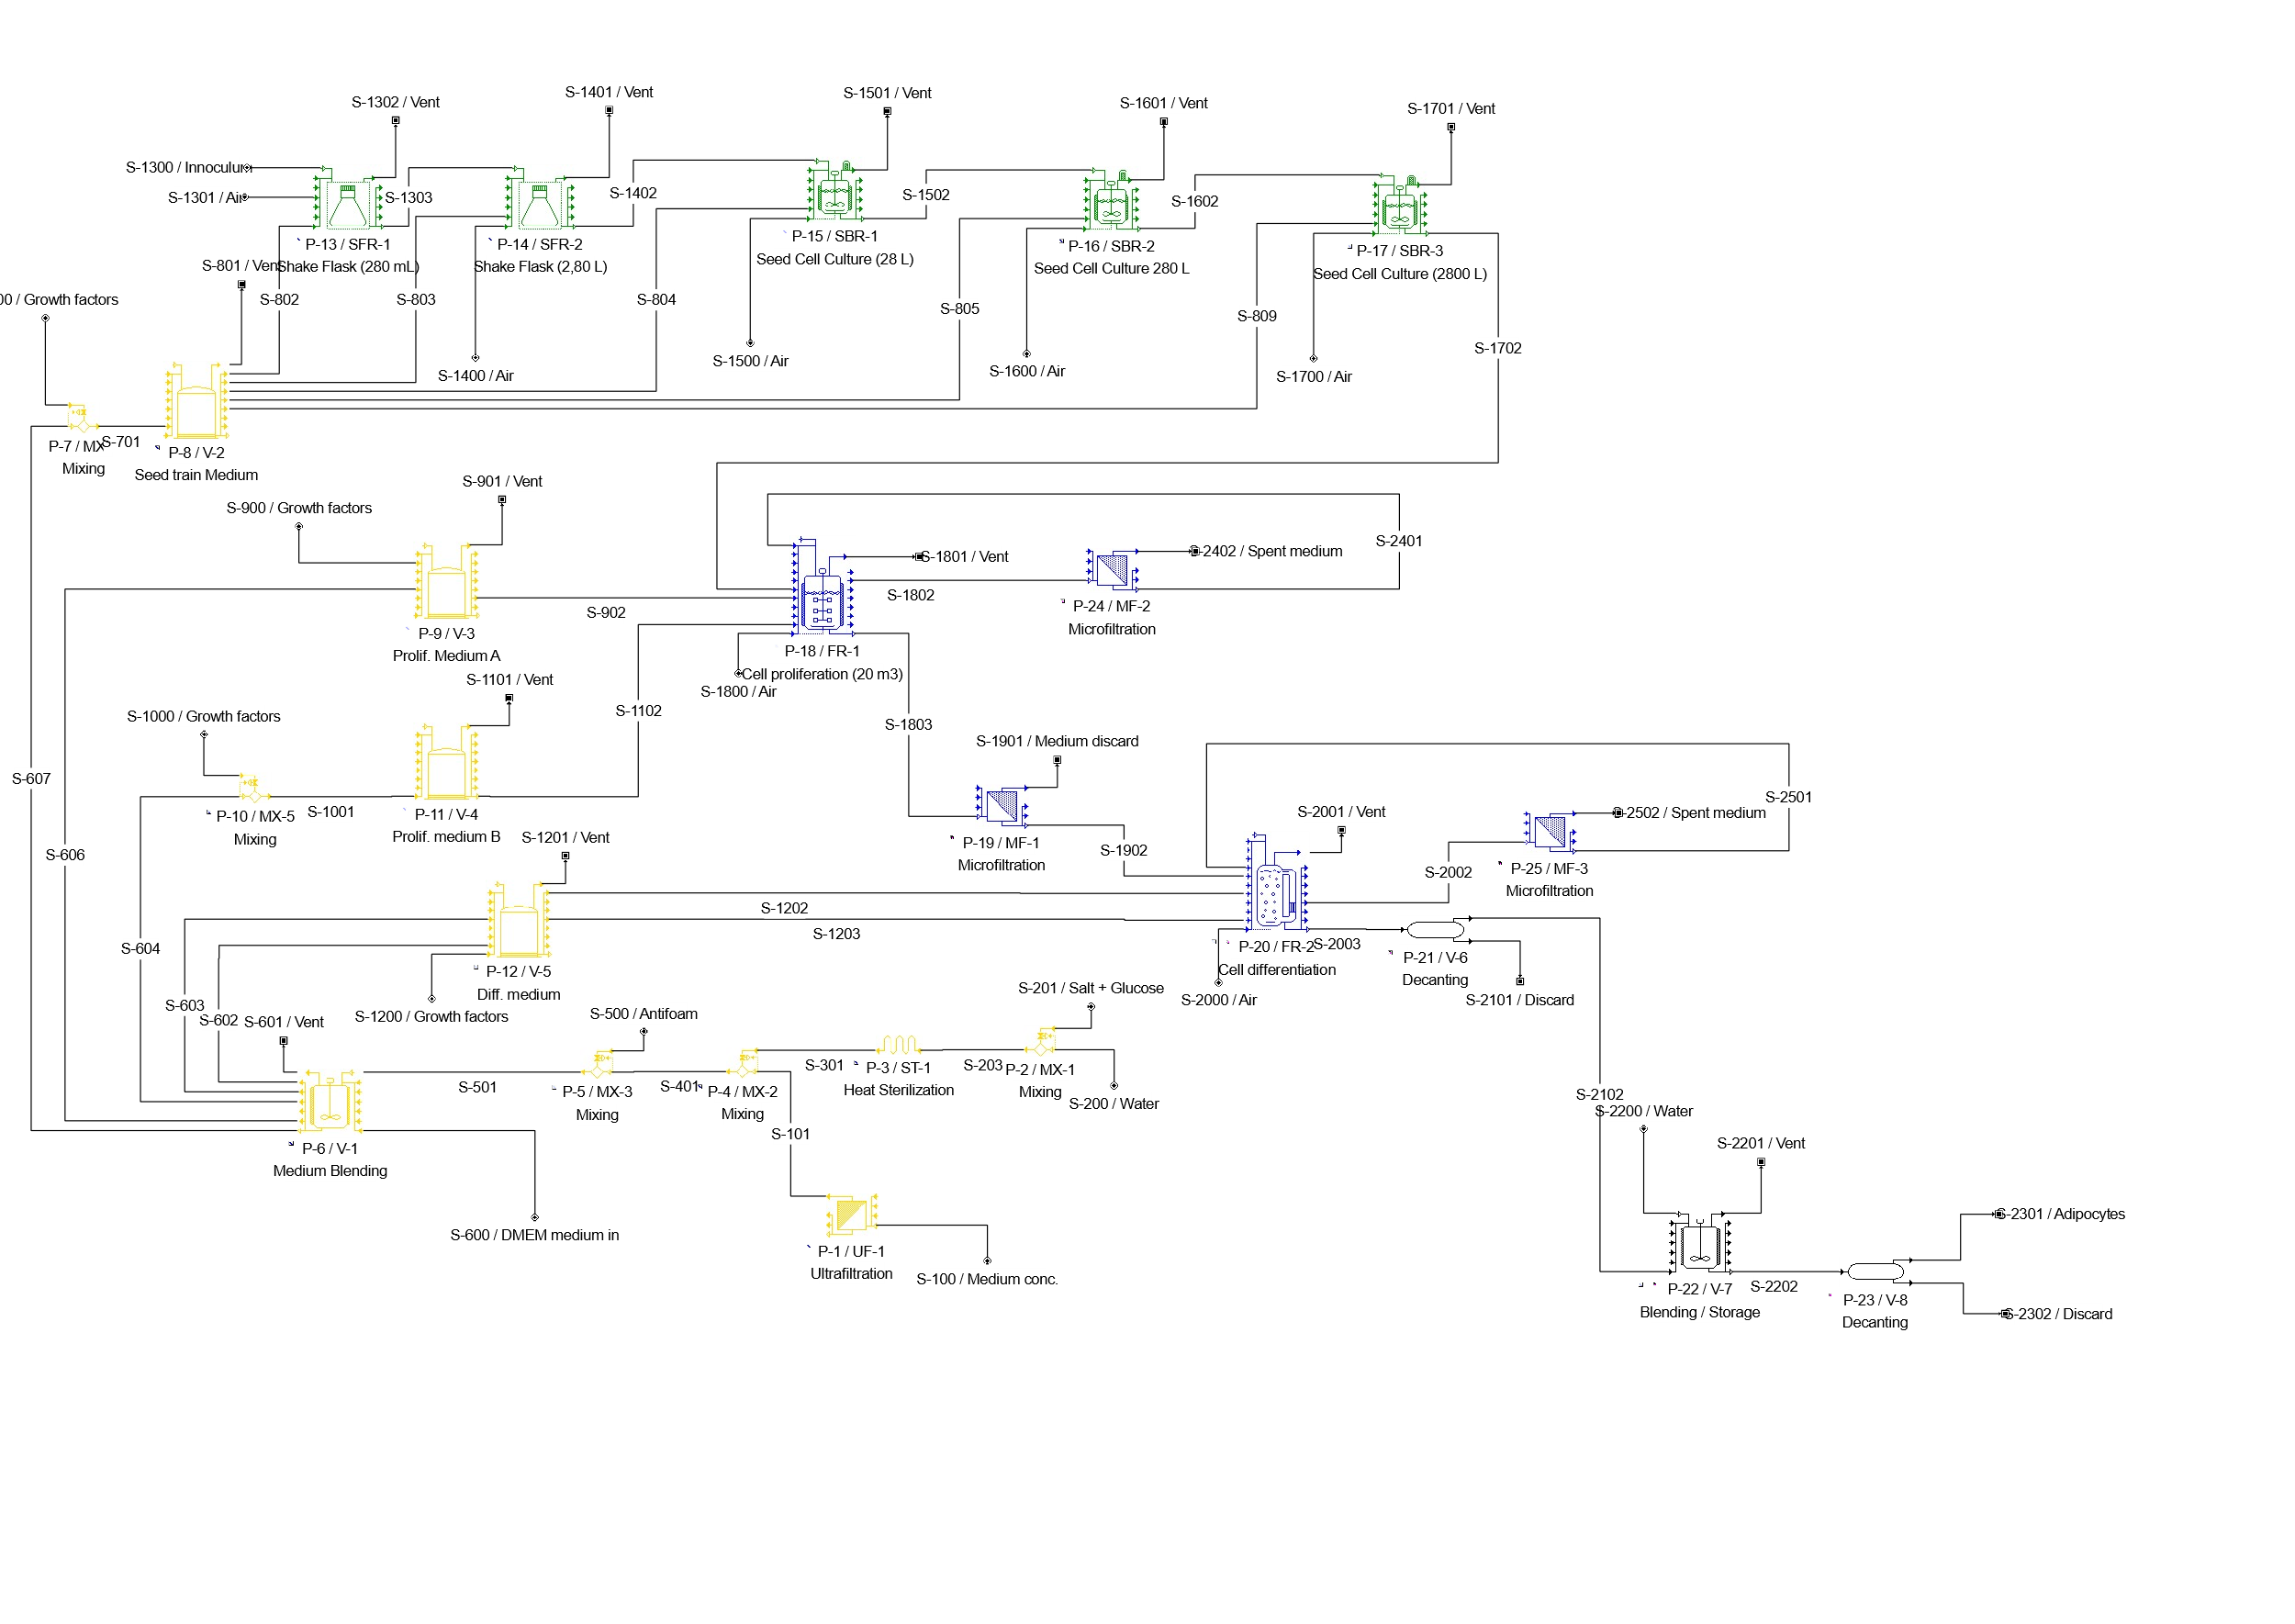 S-1302 / Vent
S-1401 / Vent
S-1501 / Vent
S-1601 / Vent
S-1701 / Vent
S-1300 / Innoculum
S-1301 / Air
S-1303
S-1402
S-1502
S-1602
P-13 / SFR-1
Shake Flask (280 mL)
P-14 / SFR-2
Shake Flask (2,80 L)
P-15 / SBR-1
Seed Cell Culture (28 L)
P-16 / SBR-2
Seed Cell Culture 280 L
P-17 / SBR-3
Seed Cell Culture (2800 L)
S-801 / Vent
00 / Growth factors
S-802
S-803
S-804
S-805
S-809
S-1702
S-1400 / Air
S-1500 / Air
S-1600 / Air
S-1700 / Air
P-7 / MX
Mixing
S-701
P-8 / V-2
Seed train Medium
S-901 / Vent
S-900 / Growth factors
S-902
P-9 / V-3
Prolif. Medium A
S-1801 / Vent
S-1802
S-2402 / Spent medium
S-2401
P-24 / MF-2
Microfiltration
P-18 / FR-1
Cell proliferation (20 m3)
S-1800 / Air
S-1101 / Vent
S-1000 / Growth factors
S-1102
S-1803
S-607
P-10 / MX-5
Mixing
S-1001
P-11 / V-4
Prolif. medium B
S-1901 / Medium discard
P-19 / MF-1
Microfiltration
S-1902
S-2001 / Vent
S-2501
S-2502 / Spent medium
S-2002
P-25 / MF-3
Microfiltration
S-606
S-1201 / Vent
S-1202
S-1203
S-604
P-12 / V-5
Diff. medium
P-20 / FR-2
Cell differentiation
S-2003
S-2000 / Air
P-21 / V-6
Decanting
S-2101 / Discard
S-603
S-602
S-601 / Vent
S-1200 / Growth factors
S-500 / Antifoam
S-201 / Salt + Glucose
S-501
P-5 / MX-3
Mixing
S-401
P-4 / MX-2
Mixing
S-301
P-3 / ST-1
Heat Sterilization
S-203
P-2 / MX-1
Mixing
S-200 / Water
S-101
P-6 / V-1
Medium Blending
S-600 / DMEM medium in
P-1 / UF-1
Ultrafiltration
S-100 / Medium conc.
S-2102
S-2200 / Water
S-2201 / Vent
P-22 / V-7
Blending / Storage
S-2202
P-23 / V-8
Decanting
S-2301 / Adipocytes
S-2302 / Discard